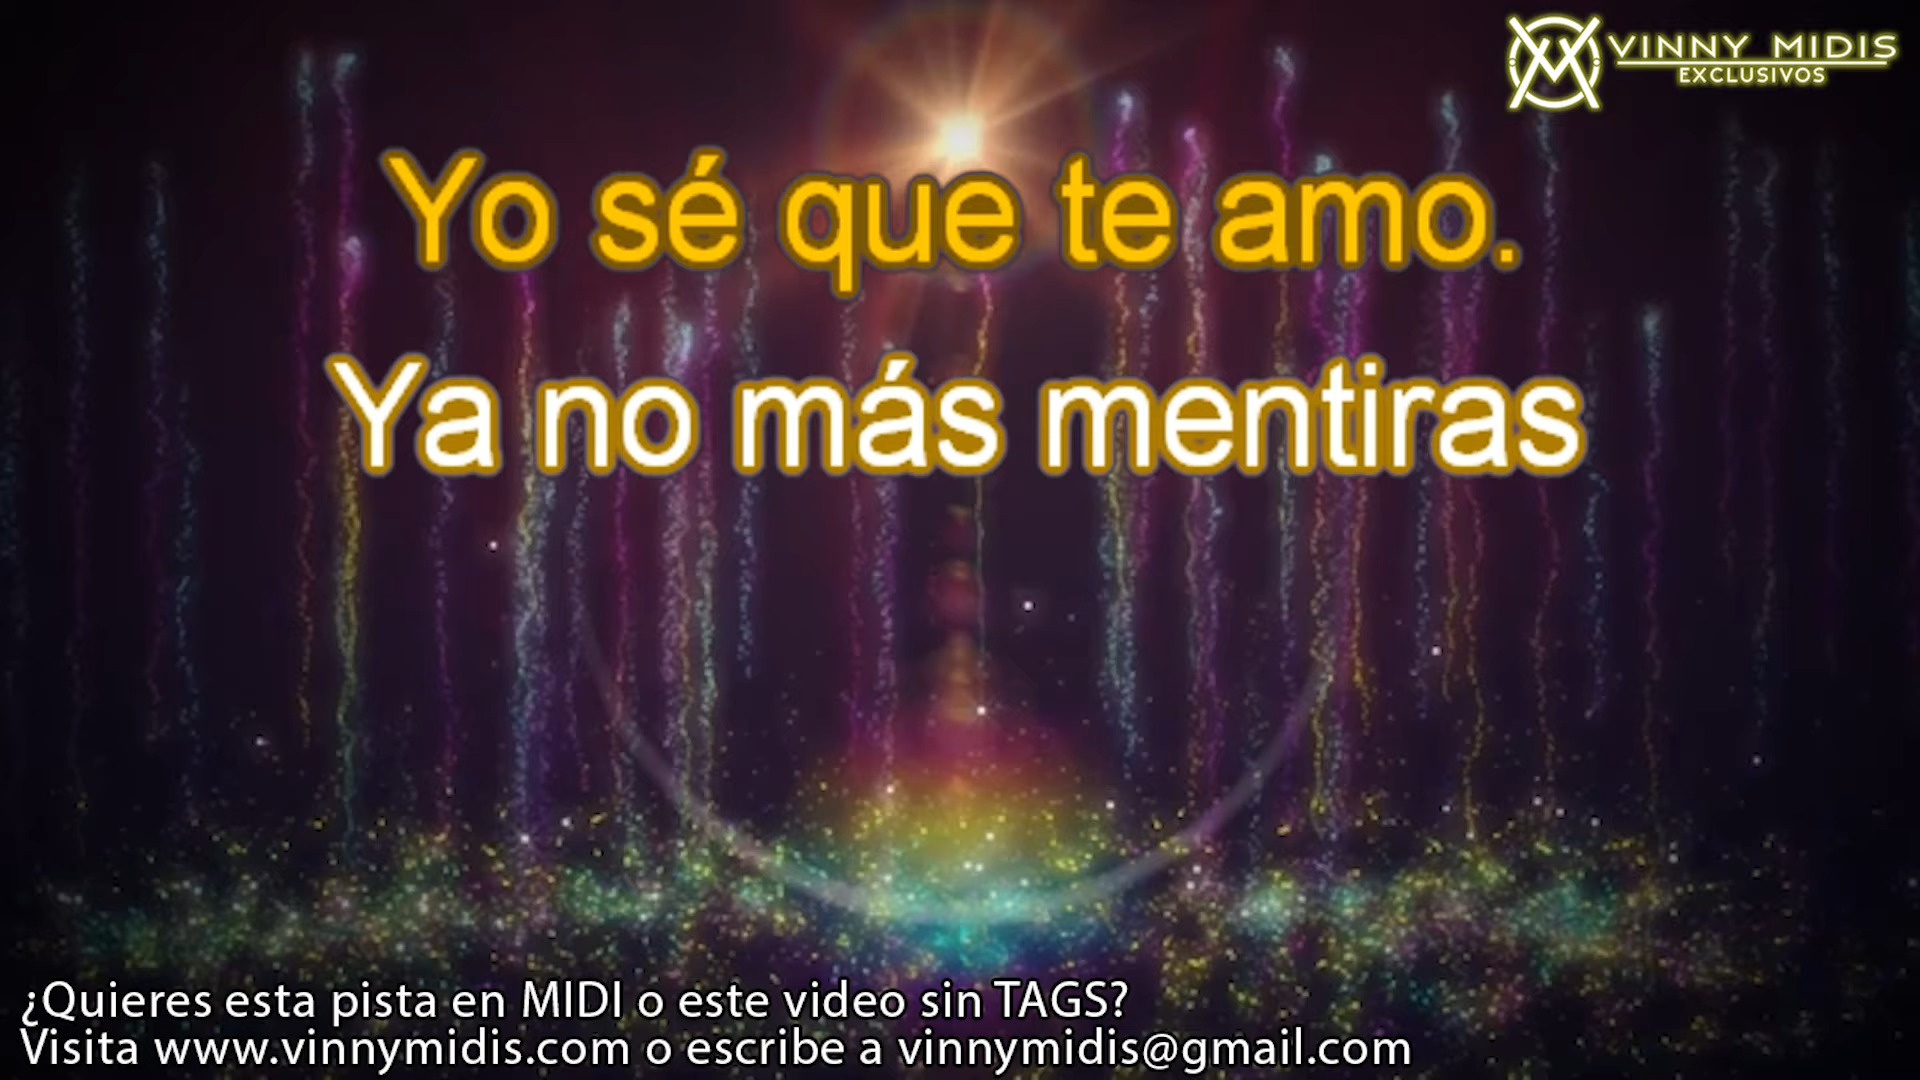 VINNY MIDIS
EXCLUSIVOS
Yo sé que te amo.
Ya no más mentiras
¿Quieres esta pista en MIDI o este video sin TAGS?
Visita www.vinnymidis.com o escribe a vinnymidis@gmail.com